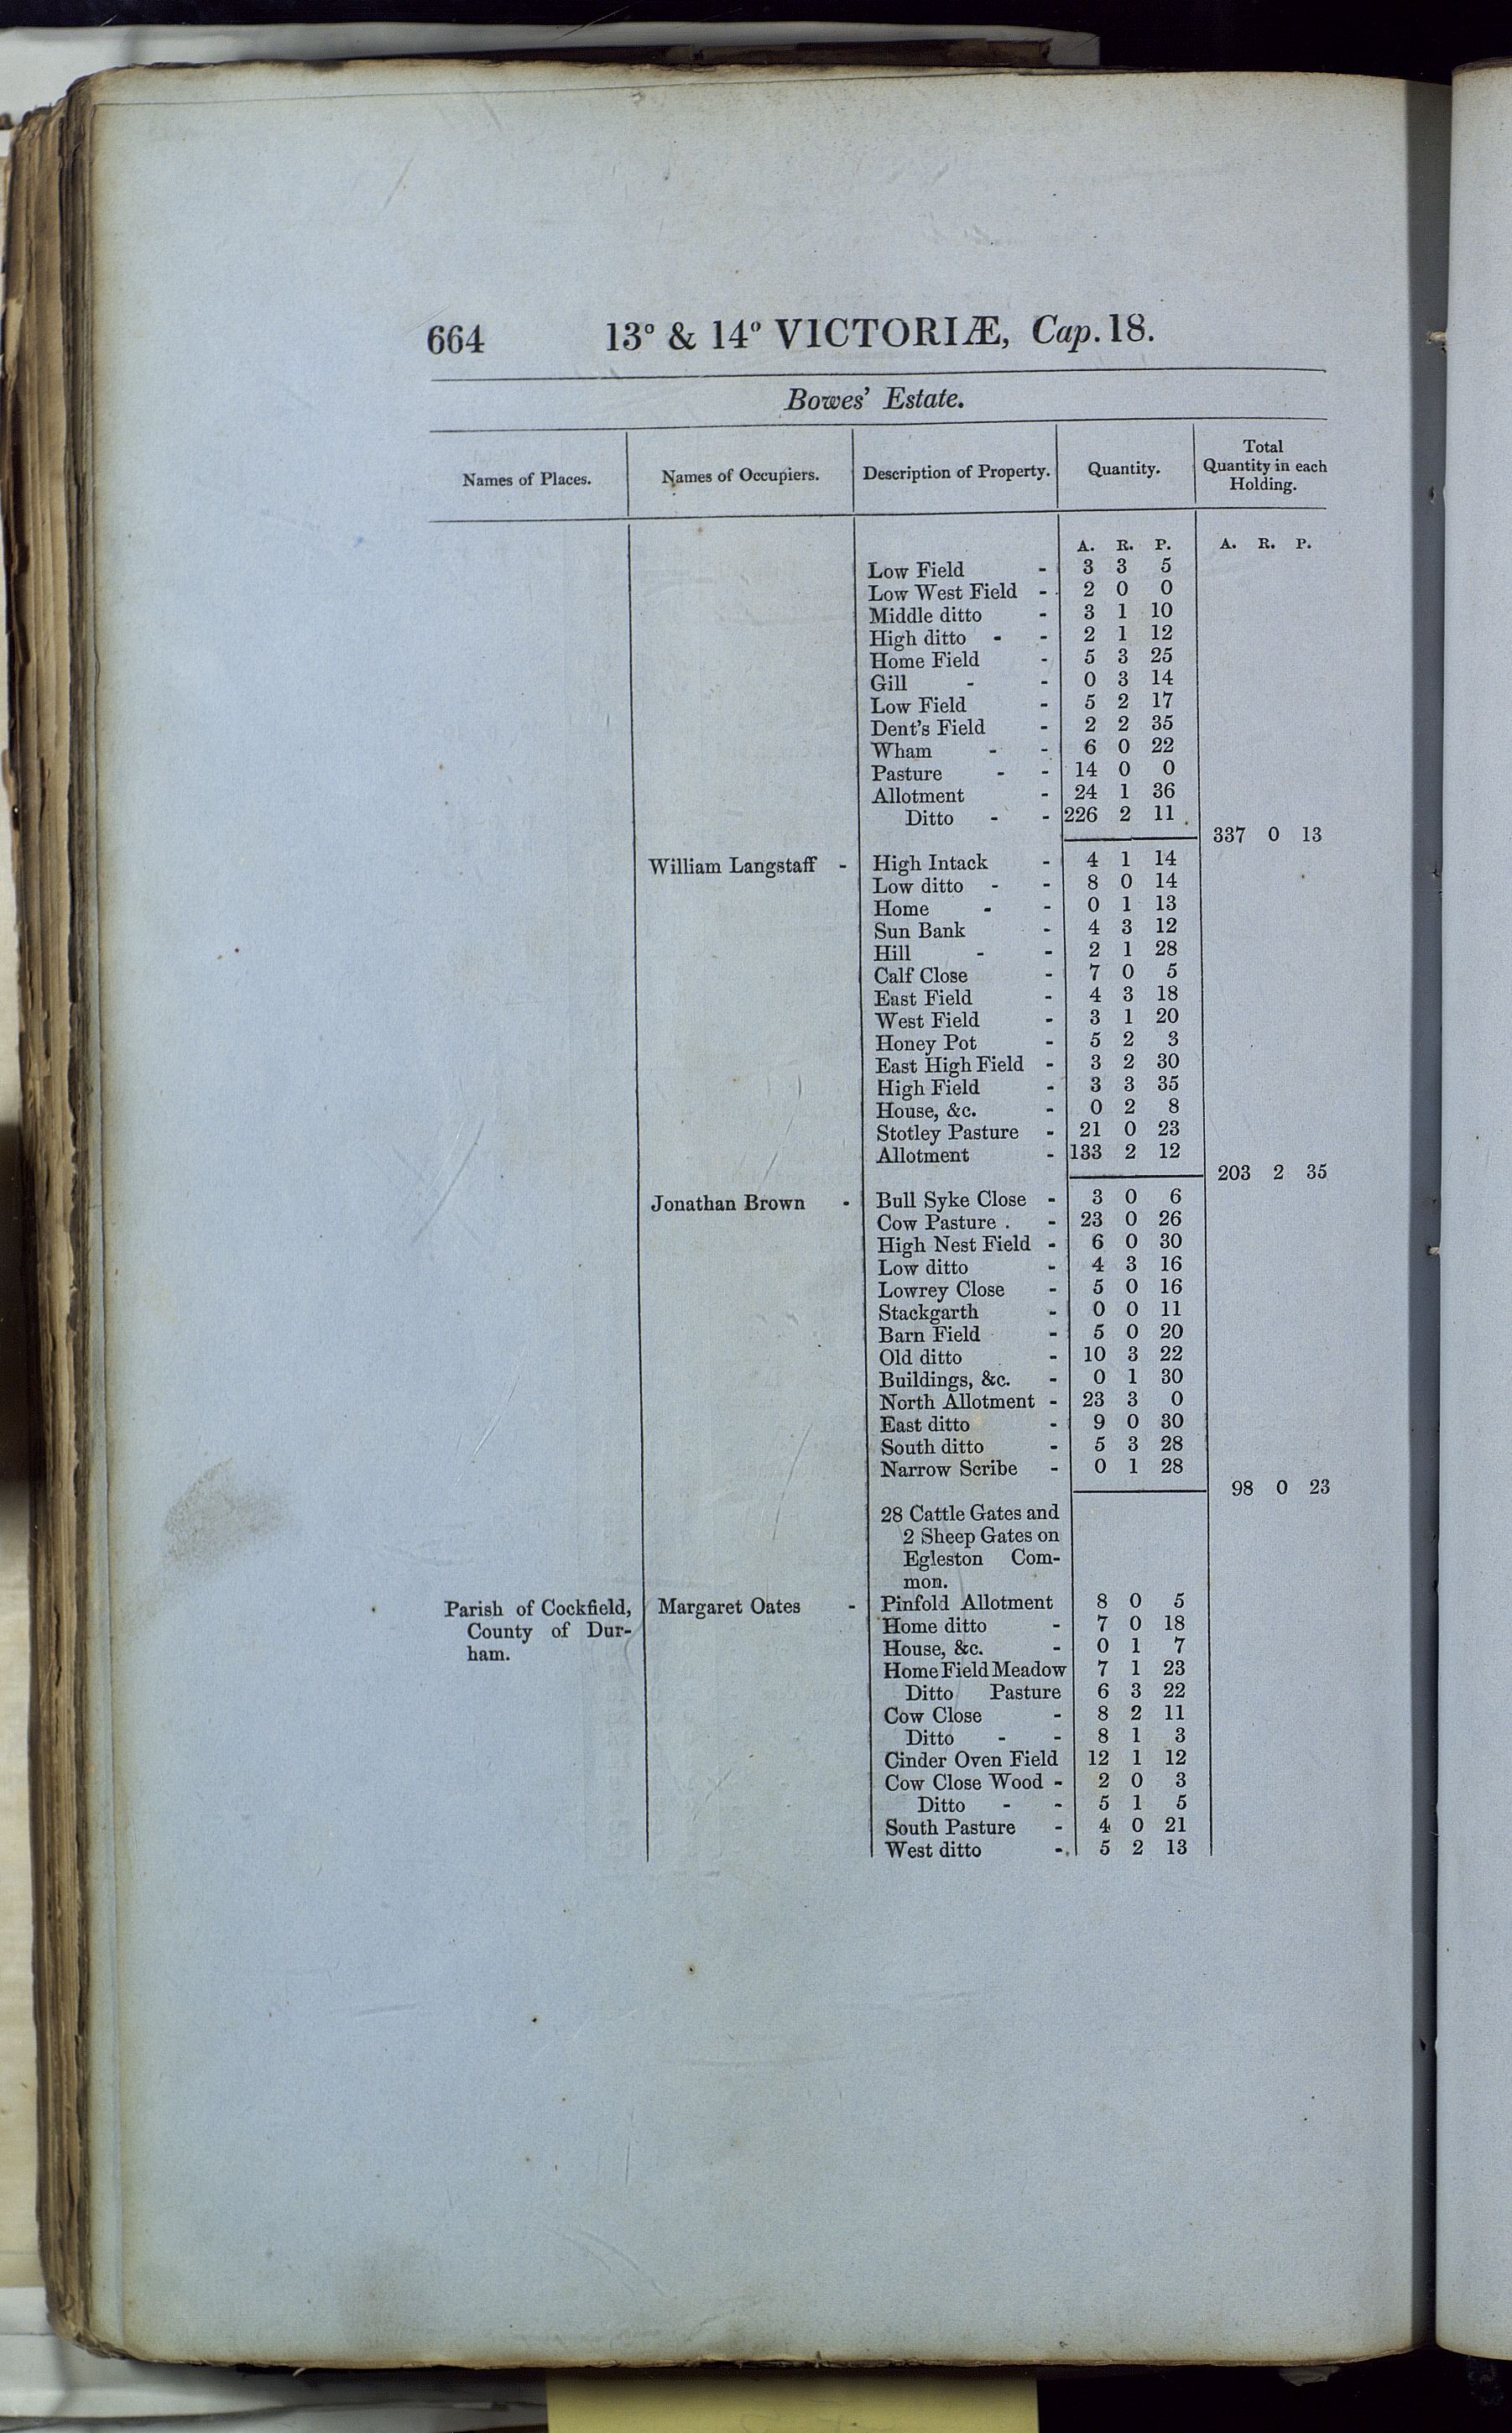 664 13° & 14° VICTORIÆ, Cap. 18.
Bowes' Estate.
Names of Places. Names of Occupiers. Description of Property. Quantity. Total Quantity in each Holding.
A. R. P. A. R. P.
Low Field - 3 3 5
Low West Field - 2 0 0
Middle ditto - 3 1 10
High ditto - - 2 1 12
Home Field - 5 3 25
Gill - - 0 3 14
Low Field - 5 2 17
Dent's Field - 2 2 35
Wham - - 6 0 22
Pasture - - 14 0 0
Allotment - 24 1 36
Ditto - - 226 2 11
337 0 13
William Langstaff - High Intack - 4 1 14
Low ditto - - 8 0 14
Home - - 0 1 13
Sun Bank - 4 3 12
Hill - - 2 1 28
Calf Close - 7 0 5
East Field - 4 3 18
West Field - 3 1 20
Honey Pot - 5 2 3
East High Field - 3 2 30
High Field - 3 3 35
House, &c. - 0 2 8
Stotley Pasture - 21 0 23
Allotment - 133 2 12
203 2 35
Jonathan Brown - Bull Syke Close - 3 0 6
Cow Pasture . - 23 0 26
High Nest Field - 6 0 30
Low ditto - 4 3 16
Lowrey Close - 5 0 16
Stackgarth - 0 0 11
Barn Field - 5 0 20
Old ditto - 10 3 22
Buildings, &c. - 0 1 30
North Allotment - 23 3 0
East ditto - 9 0 30
South ditto - 5 3 28
Narrow Scribe - 0 1 28
98 0 23
28 Cattle Gates and
2 Sheep Gates on
Egleston Com-
mon.
Parish of Cockfield, Margaret Oates - Pinfold Allotment 8 0 5
County of Dur- Home ditto - 7 0 18
ham. House, &c. - 0 1 7
Home Field Meadow 7 1 23
Ditto Pasture 6 3 22
Cow Close - 8 2 11
Ditto - - 8 1 3
Cinder Oven Field 12 1 12
Cow Close Wood - 2 0 3
Ditto - - 5 1 5
South Pasture - 4 0 21
West ditto - 5 2 13